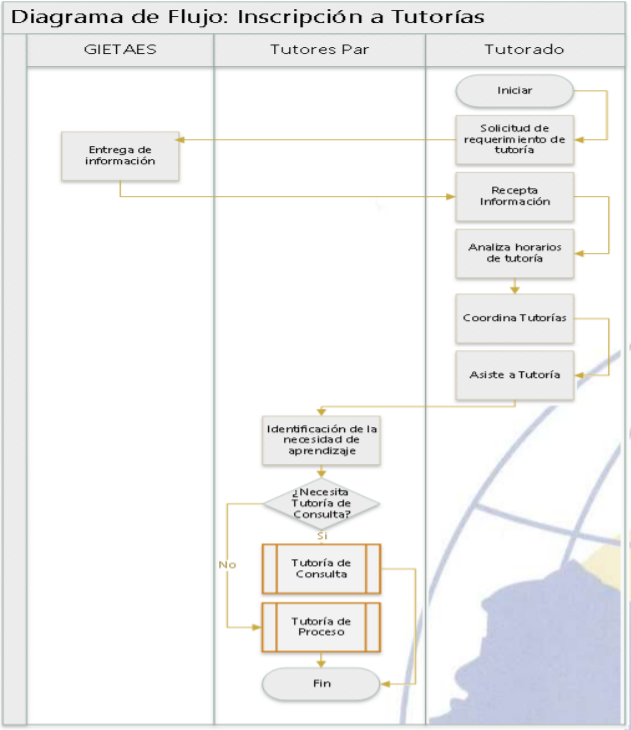 Diagrama de Flujo: Inscripción a Tutorías
GIETAES
Tutores Par
Tutorado
Iniciar
Solicitud de
requerimiento de
tutoría
Entrega de
información
Recepta
Información
Analiza horarios
de tutoría
Coordina Tutorías
Asiste a Tutoría
Identificación de la
necesidad de
aprendizaje
¿Necesita
Tutoría de
Consulta?
Si
No
Tutoría de
Consulta
Tutoría de
Proceso
Fin